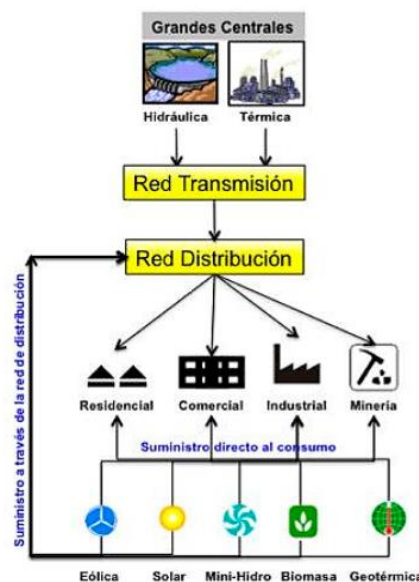 Grandes Centrales
Hidráulica Térmica
Red Transmisión
Red Distribución
Suministro a través de la red de distribución
Residencial Comercial Industrial Minería
Suministro directo al consumo
Eólica Solar Mini-Hidro Biomasa Geotérmica